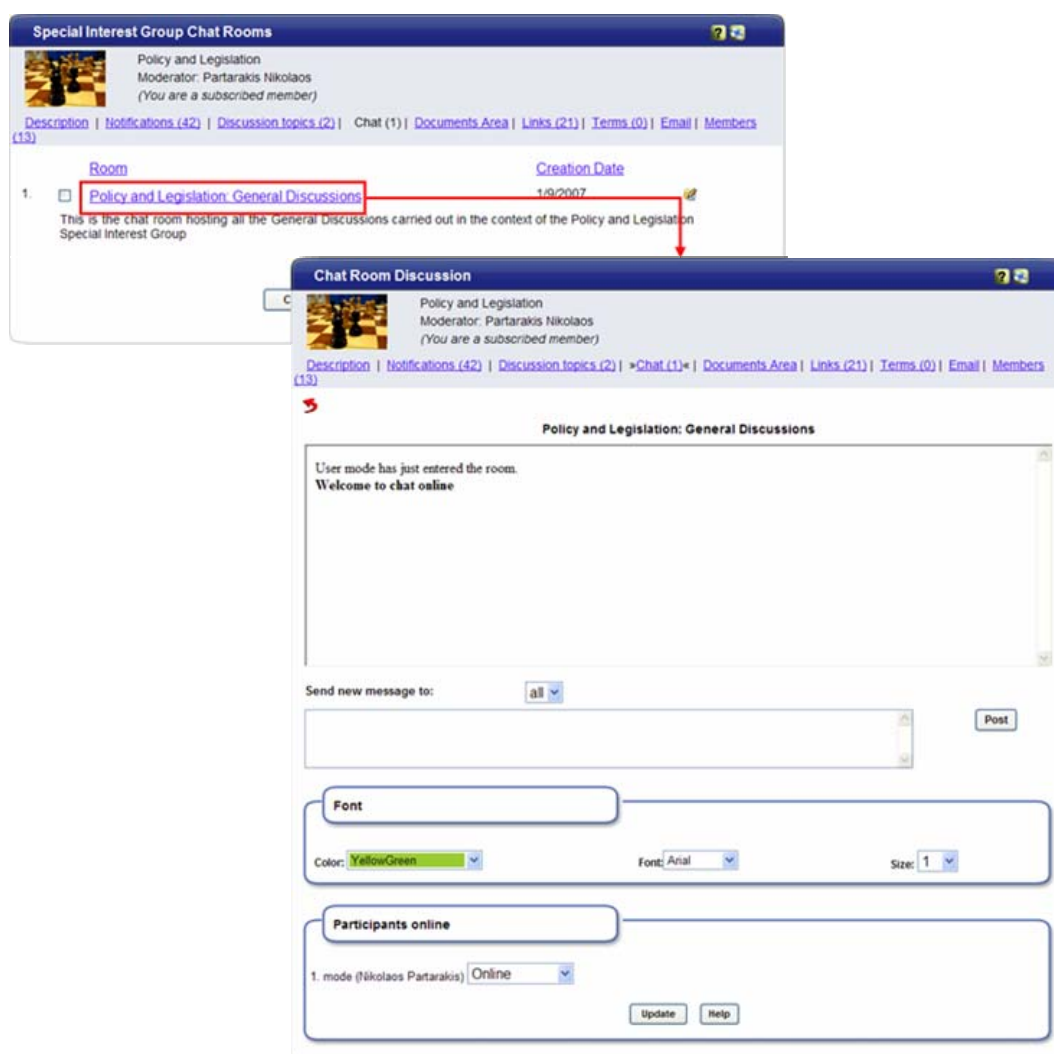 Special Interest Group Chat Rooms
Policy and Legislation
Moderator: Partarakis Nikolaos
(You are a subscribed member)
Description | Notifications (42) | Discussion topics (2) | Chat (1) | Documents Area | Links (21) | Terms (0) | Email | Members
(13)
Room Creation Date
1. Policy and Legislation: General Discussions 1/9/2007
This is the chat room hosting all the General Discussions carried out in the context of the Policy and Legislation
Special Interest Group
C
Chat Room Discussion
Policy and Legislation
Moderator: Partarakis Nikolaos
(You are a subscribed member)
Description | Notifications (42) | Discussion topics (2) | »Chat (1)« | Documents Area | Links (21) | Terms (0) | Email | Members
(13)
Policy and Legislation: General Discussions
User mode has just entered the room.
Welcome to chat online
Send new message to: all
Post
Font
Color: YellowGreen Font: Arial Size: 1
Participants online
1. mode (Nikolaos Partarakis) Online
Update Help